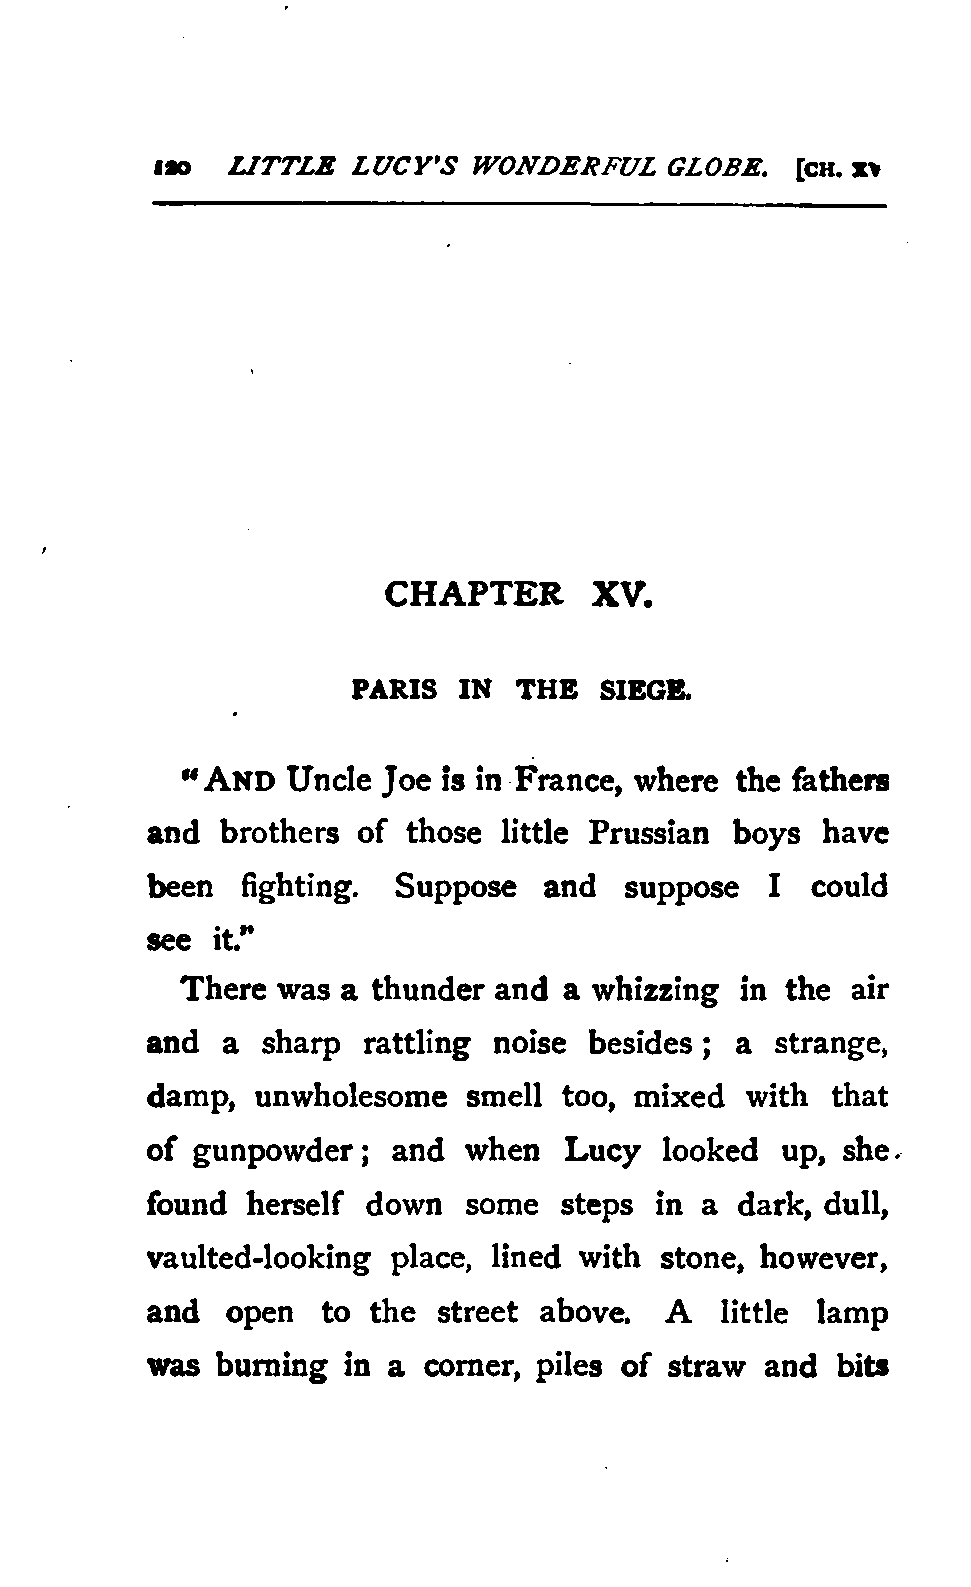 120 LITTLE LUCY'S WONDERFUL GLOBE. [CH. XV
CHAPTER XV.
PARIS IN THE SIEGE.
"AND Uncle Joe is in France, where the fathers
and brothers of those little Prussian boys have
been fighting. Suppose and suppose I could
see it."
There was a thunder and a whizzing in the air
and a sharp rattling noise besides; a strange,
damp, unwholesome smell too, mixed with that
of gunpowder; and when Lucy looked up, she
found herself down some steps in a dark, dull,
vaulted-looking place, lined with stone, however,
and open to the street above. A little lamp
was burning in a corner, piles of straw and bits